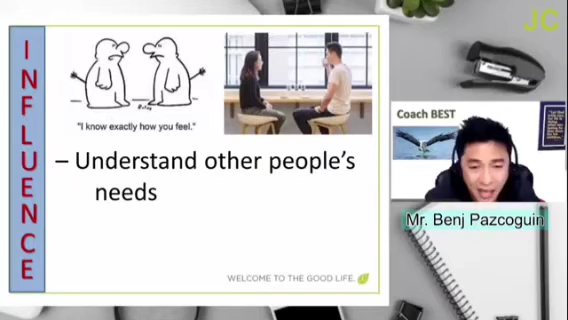 JC
INFLUENCE
"I know exactly how you feel."
– Understand other people's
needs
WELCOME TO THE GOOD LIFE.
Coach BEST
Mr. Benj Pazcoguin